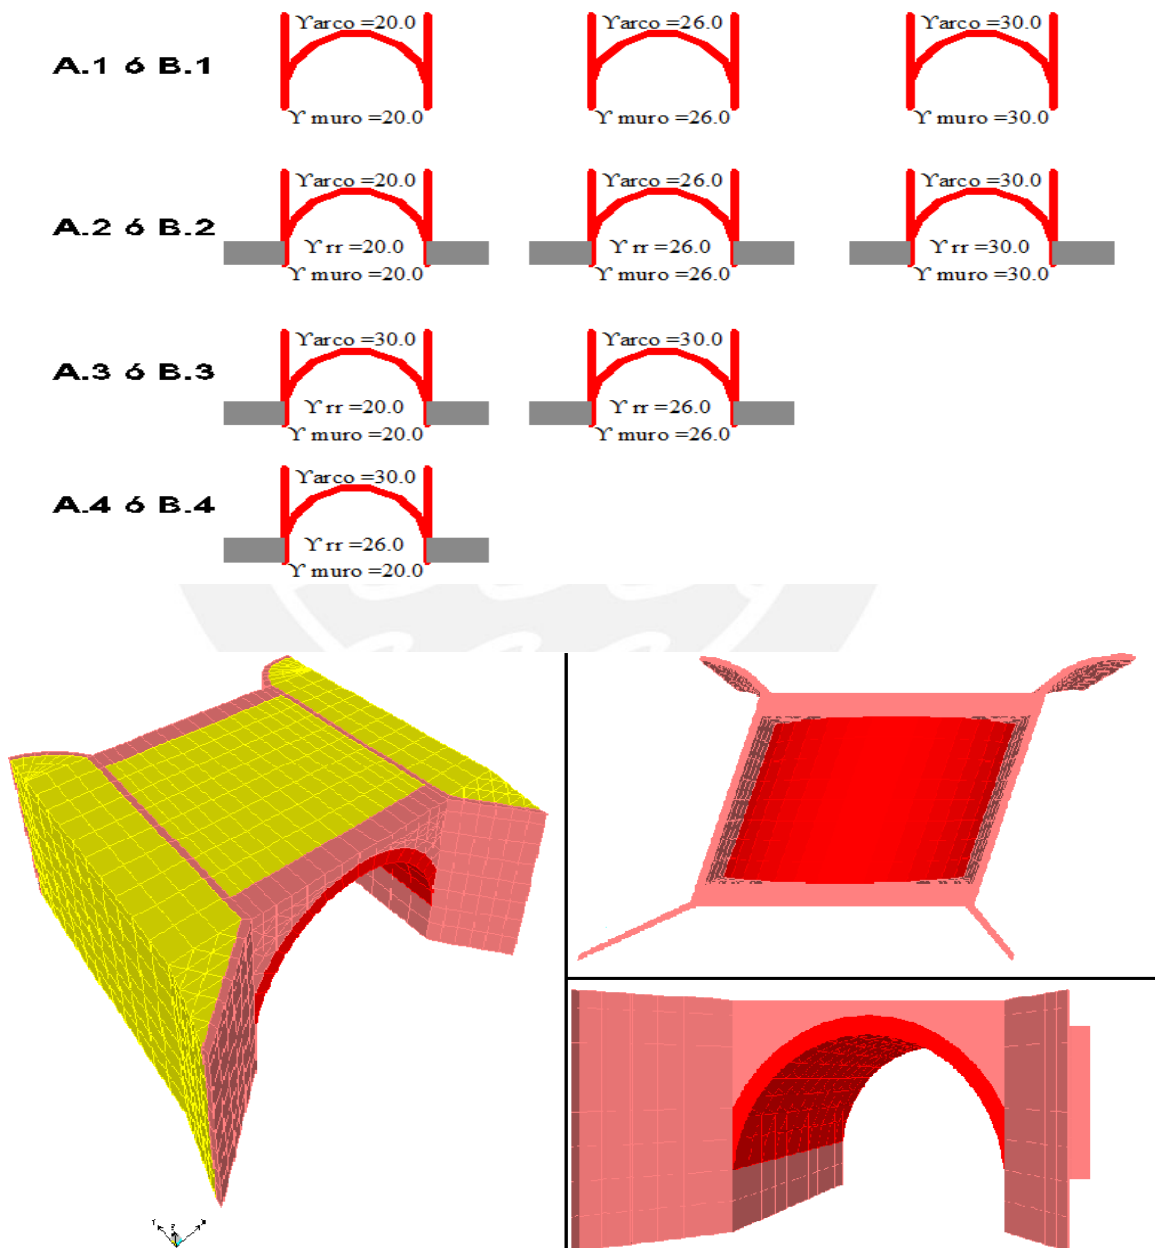 ϒarco =20.0 ϒarco =26.0 ϒarco =30.0
A.1 ó B.1
ϒ muro =20.0 ϒ muro =26.0 ϒ muro =30.0
ϒarco =20.0 ϒarco =26.0 ϒarco =30.0
A.2 ó B.2
ϒ rr =20.0 ϒ rr =26.0 ϒ rr =30.0
ϒ muro =20.0 ϒ muro =26.0 ϒ muro =30.0
ϒarco =30.0 ϒarco =30.0
A.3 ó B.3
ϒ rr =20.0 ϒ rr =26.0
ϒ muro =20.0 ϒ muro =26.0
ϒarco =30.0
A.4 ó B.4
ϒ rr =26.0
ϒ muro =20.0